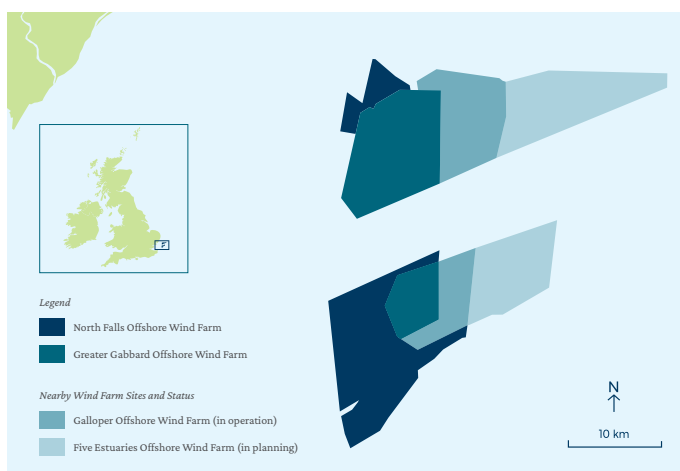 Legend
North Falls Offshore Wind Farm
Greater Gabbard Offshore Wind Farm
Nearby Wind Farm Sites and Status
Galloper Offshore Wind Farm (in operation)
Five Estuaries Offshore Wind Farm (in planning)
N
10 km